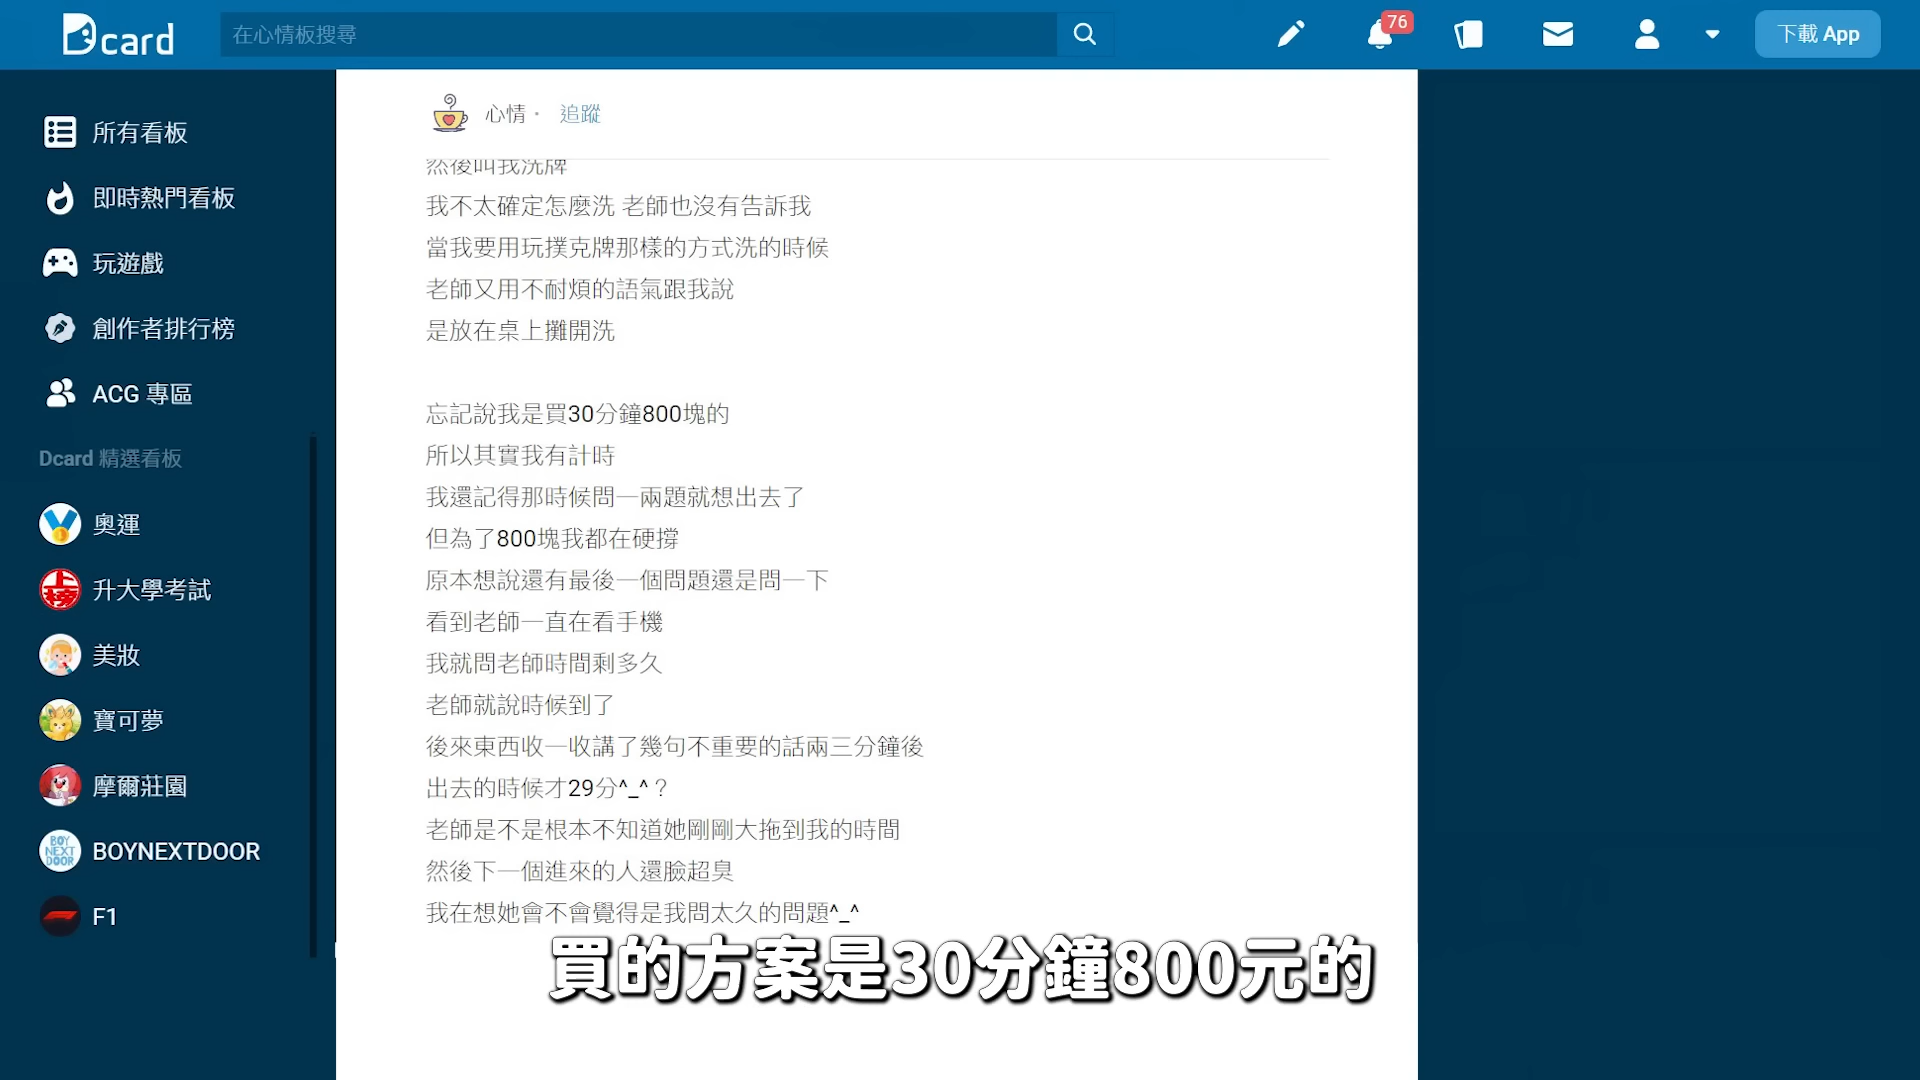 Dcard
在心情板搜尋
76
下載 App
所有看板
即時熱門看板
玩遊戲
創作者排行榜
ACG 專區
Dcard 精選看板
奧運
上榜
升大學考試
美妝
寶可夢
摩爾莊園
BOY
NEXT
DOOR
BOYNEXTDOOR
F1
心情· 追蹤
然後叫我洗牌
我不太確定怎麼洗 老師也沒有告訴我
當我要用玩撲克牌那樣的方式洗的時候
老師又用不耐煩的語氣跟我說
是放在桌上攤開洗
忘記說我是買30分鐘800塊的
所以其實我有計時
我還記得那時候問一兩題就想出去了
但為了800塊我都在硬撐
原本想說還有最後一個問題還是問一下
看到老師一直在看手機
我就問老師時間剩多久
老師就說時候到了
後來東西收一收講了幾句不重要的話兩三分鐘後
出去的時候才29分^_^？
老師是不是根本不知道她剛剛大拖到我的時間
然後下一個進來的人還臉超臭
我在想她會不會覺得是我問太久的問題^_^
買的方案是30分鐘800元的